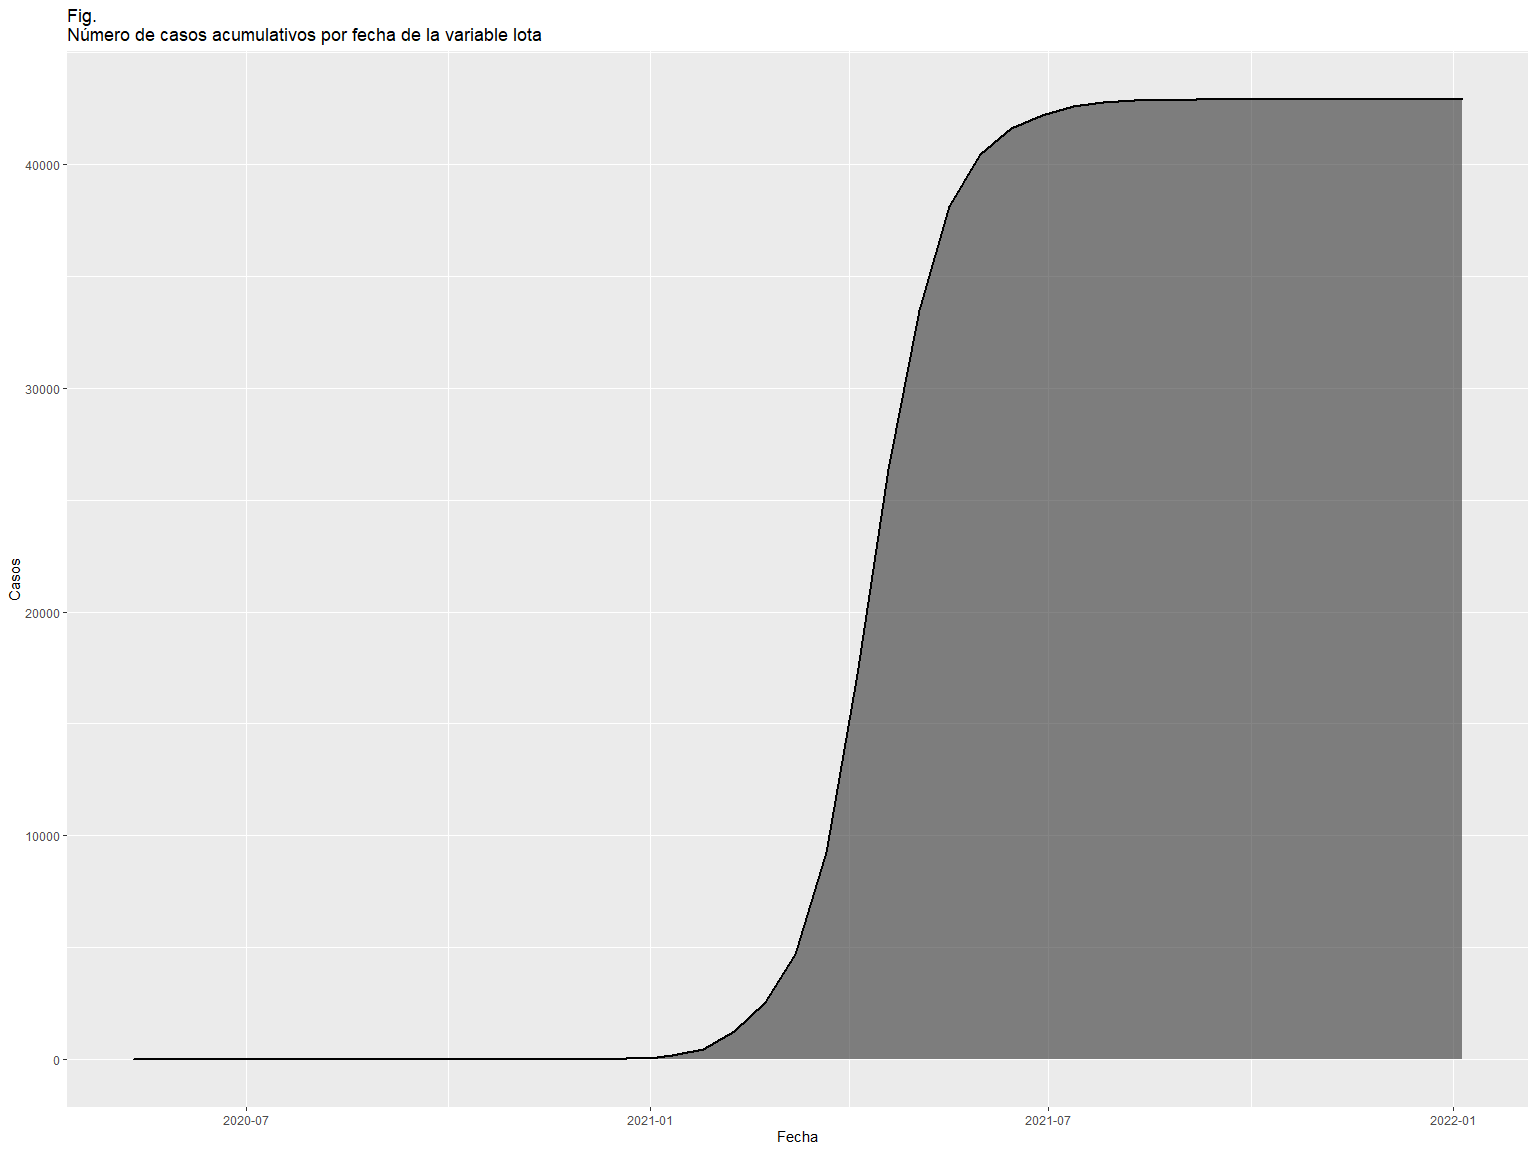 Fig.
Número de casos acumulativos por fecha de la variable lota
40000
30000
20000
10000
0
Casos
2020-07
2021-01
2021-07
2022-01
Fecha